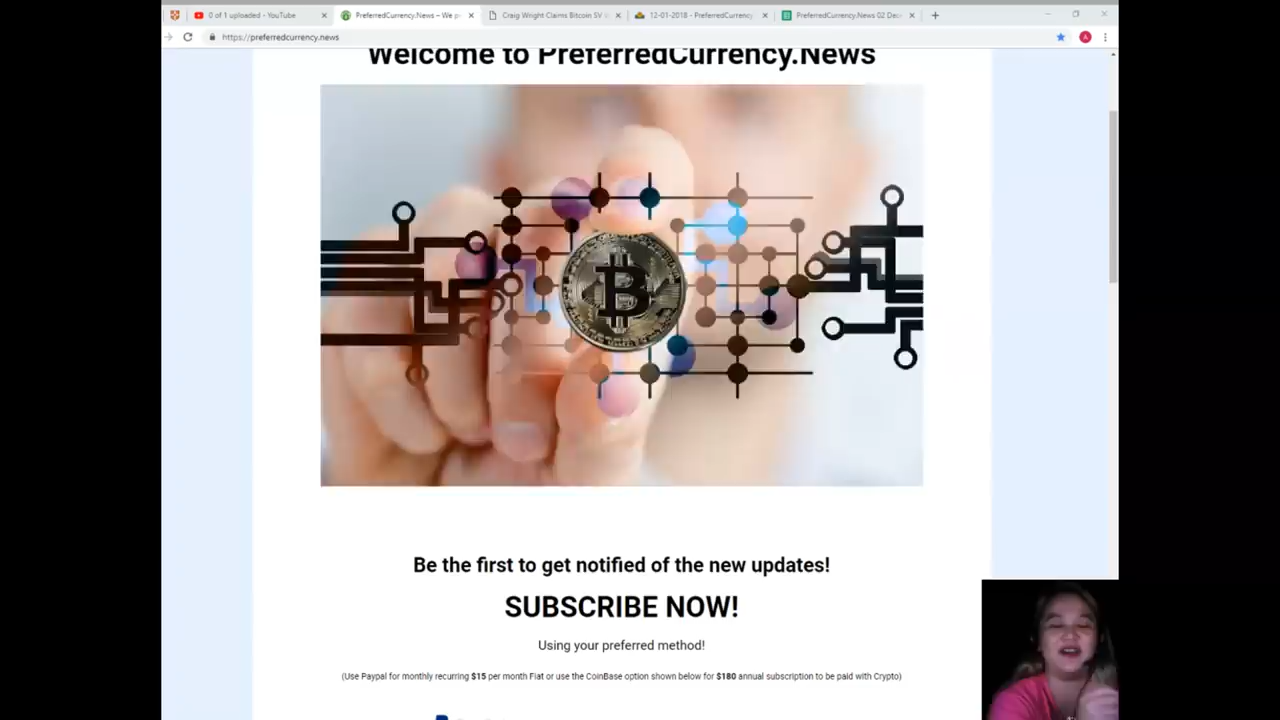 0 of 1 uploaded - YouTube
PreferredCurrency.News – We p
Craig Wright Claims Bitcoin SV
12-01-2018 - PreferredCurrency
PreferredCurrency.News 02 Dec
https://preferredcurrency.news
A
Welcome to PreferredCurrency.News
B
Be the first to get notified of the new updates!
SUBSCRIBE NOW!
Using your preferred method!
(Use Paypal for monthly recurring $15 per month Fiat or use the CoinBase option shown below for $180 annual subscription to be paid with Crypto)